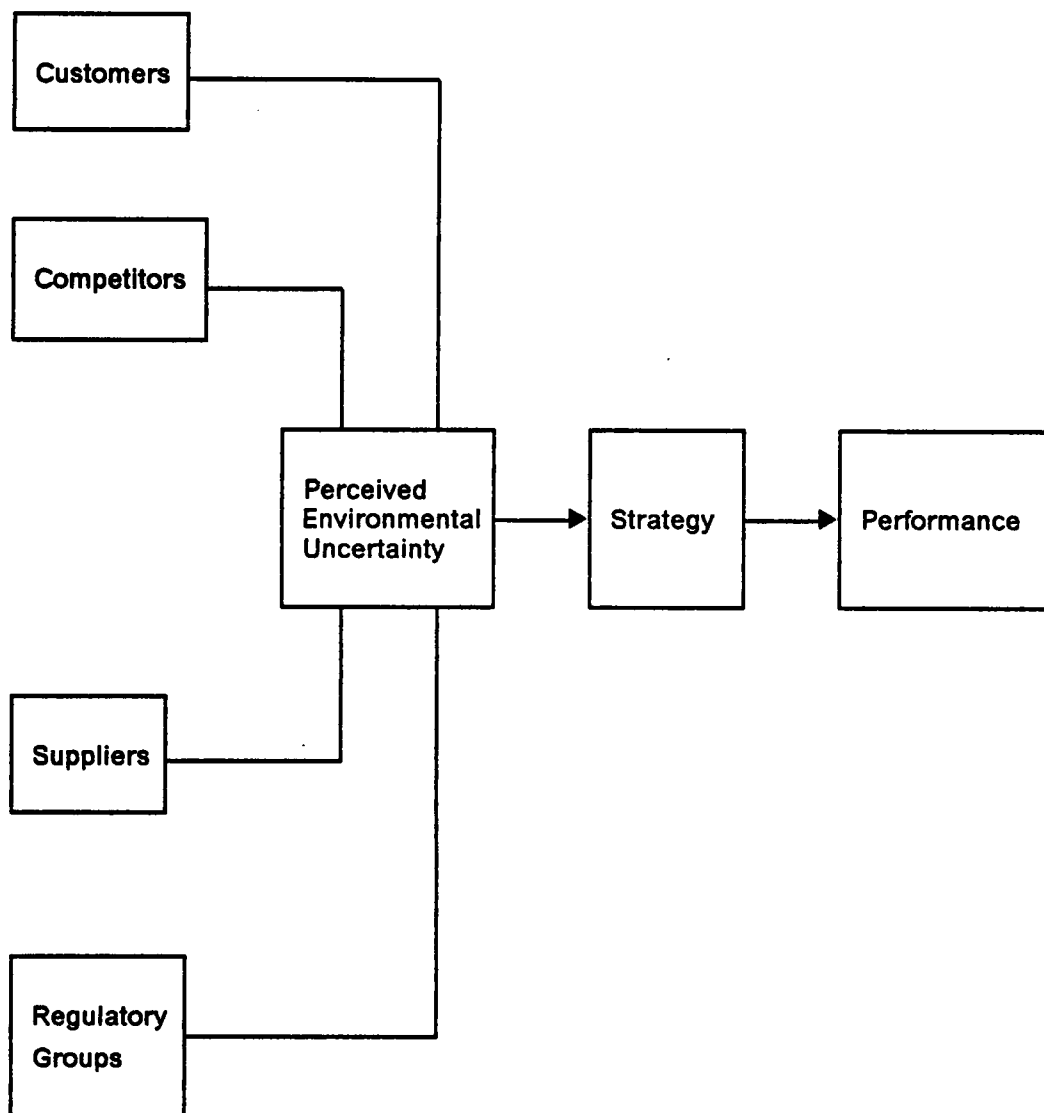 Customers
Competitors
Perceived
Environmental
Uncertainty
Strategy
Performance
Suppliers
Regulatory
Groups